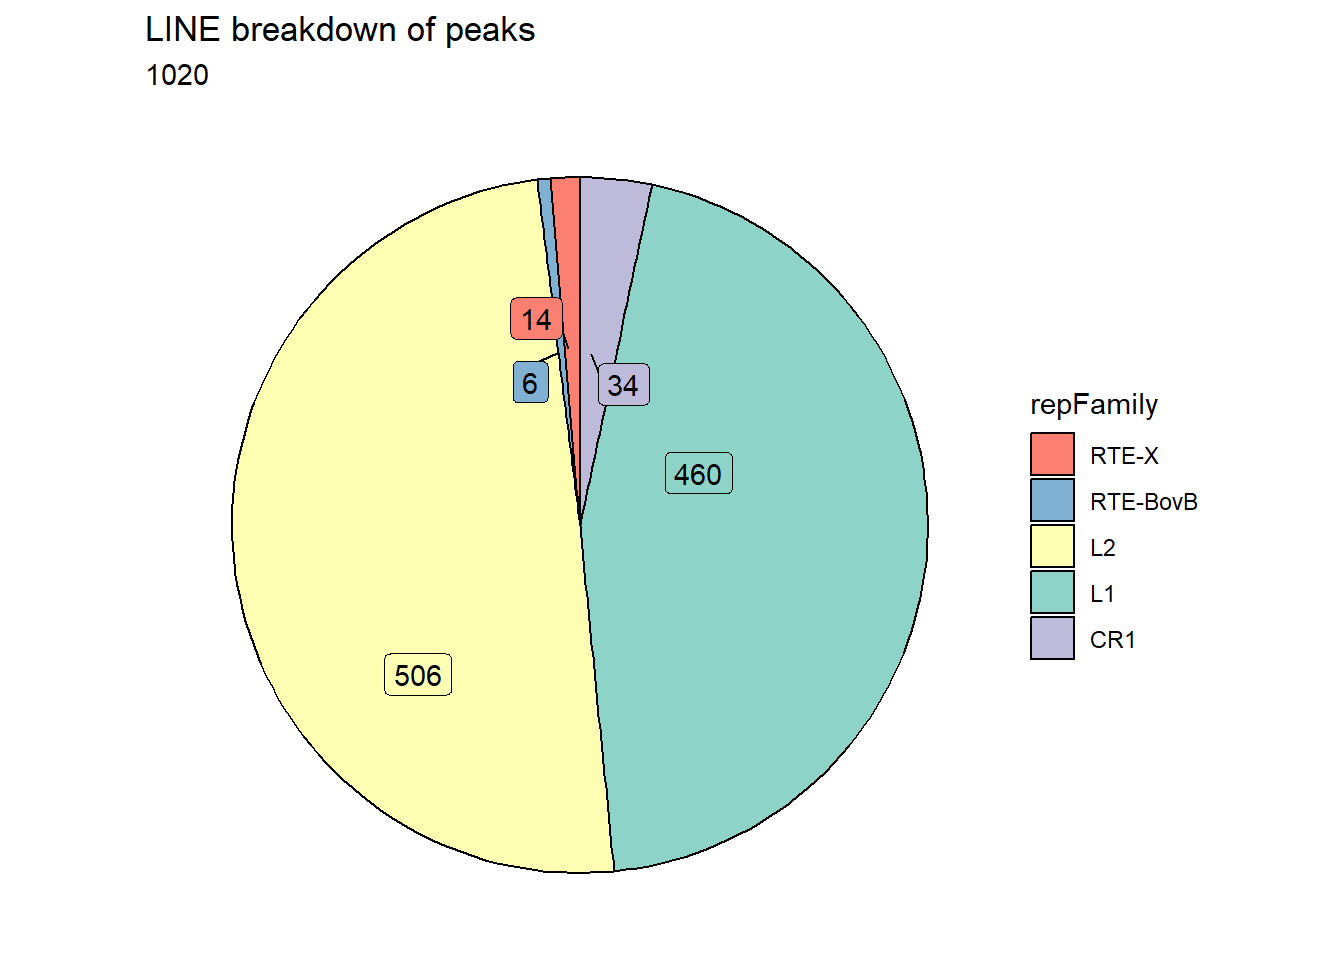 LINE breakdown of peaks
1020
14
6
34
460
506
repFamily
RTE-X
RTE-BovB
L2
L1
CR1